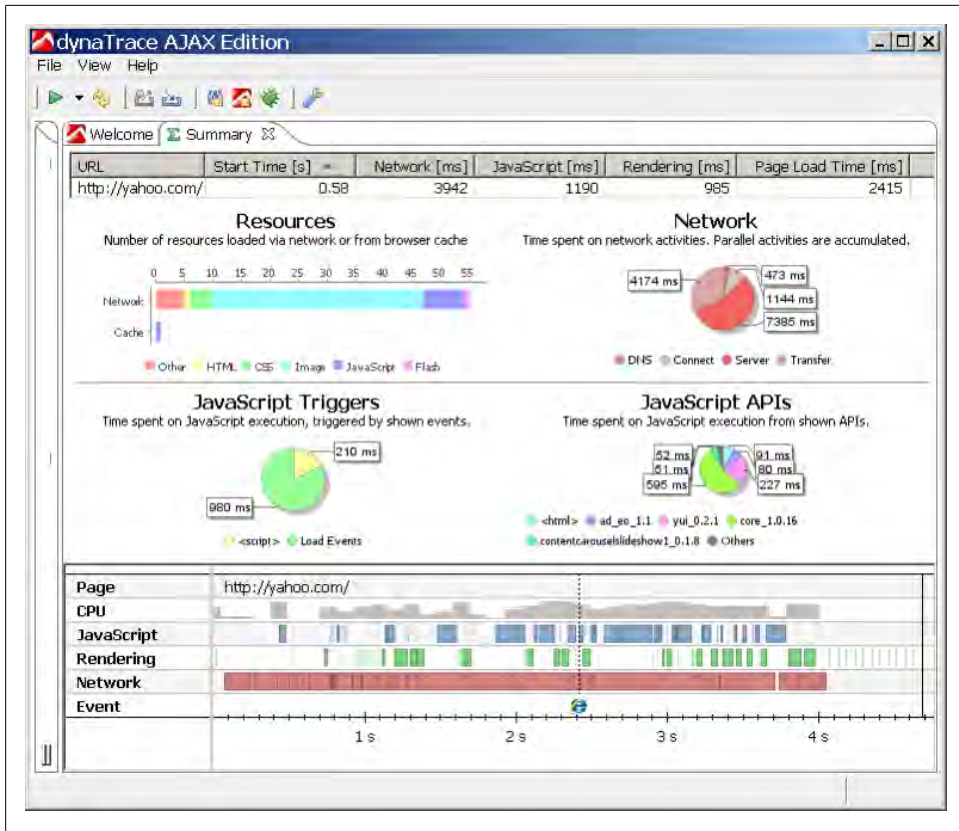 dynaTrace AJAX Edition
File View Help
Welcome Summary
URL Start Time [s] Network [ms] JavaScript [ms] Rendering [ms] Page Load Time [ms]
http://yahoo.com/ 0.58 3942 1190 985 2415
Resources
Number of resources loaded via network or from browser cache
0 5 10 15 20 25 30 35 40 45 50 55
Network
Cache
Other HTML CSS Image JavaScript Flash
Network
Time spent on network activities. Parallel activities are accumulated.
4174 ms
473 ms
1144 ms
7385 ms
DNS Connect Server Transfer
JavaScript Triggers
Time spent on JavaScript execution, triggered by shown events.
210 ms
980 ms
<script> Load Events
JavaScript APIs
Time spent on JavaScript execution from shown APIs.
52 ms
51 ms
595 ms
91 ms
80 ms
227 ms
<html> ad_eo_1.1 yui_0.2.1 core_1.0.16
contentcarouselslideshow1_0.1.8 Others
Page http://yahoo.com/
CPU
JavaScript
Rendering
Network
Event
1 s 2 s 3 s 4 s